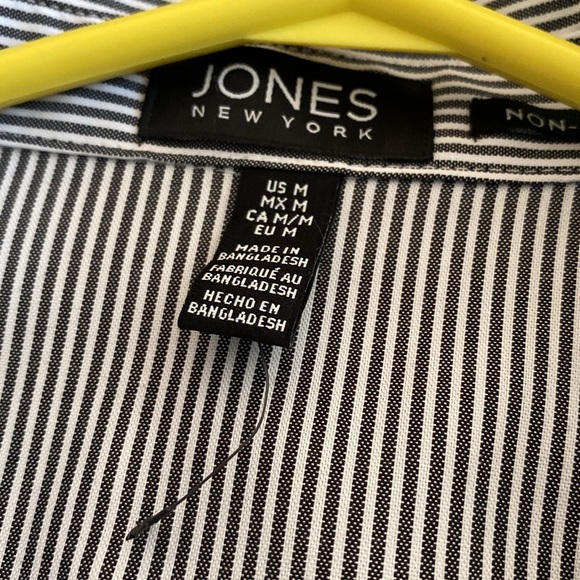 JONES
NEW YORK
NON-
US M
MX M
CA M/M
EU M
MADE IN
BANGLADESH
FABRIQUÉ AU
BANGLADESH
HECHO EN
BANGLADESH